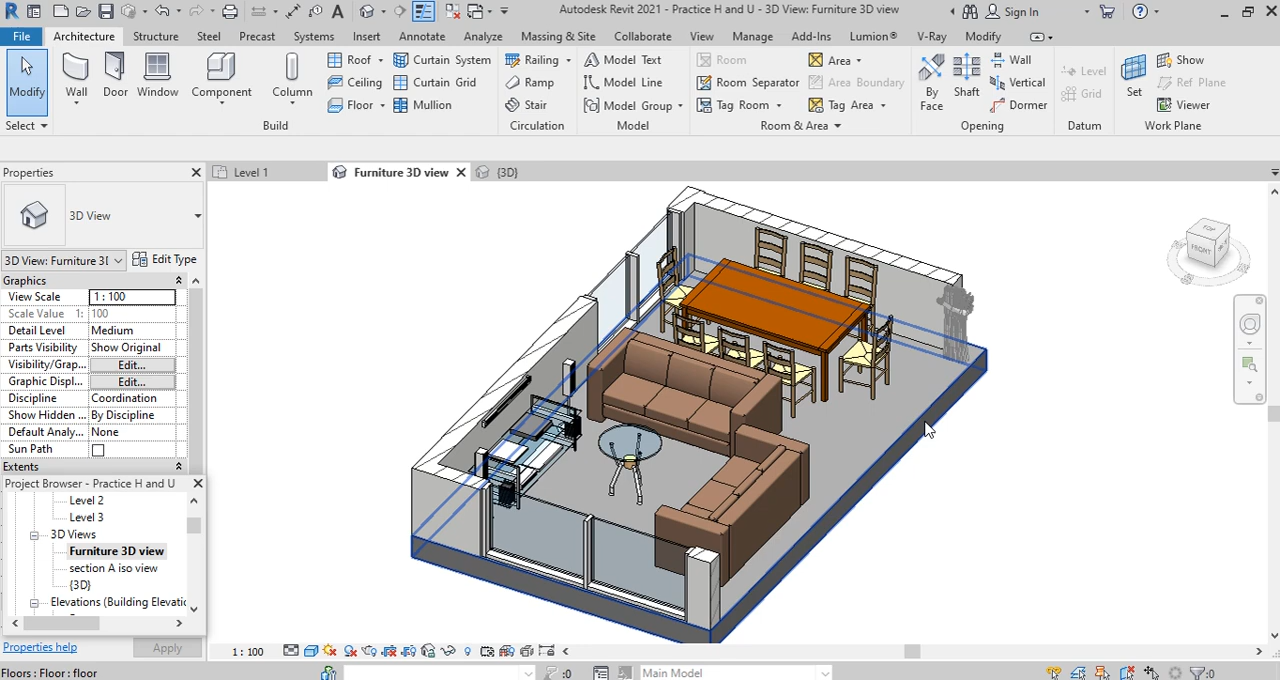 Autodesk Revit 2021 - Practice H and U - 3D View: Furniture 3D view
Sign In
File Architecture Structure Steel Precast Systems Insert Annotate Analyze Massing & Site Collaborate View Manage Add-Ins Lumion® V-Ray Modify
Modify
Wall
Door
Window
Component
Column
Roof
Ceiling
Floor
Curtain System
Curtain Grid
Mullion
Railing
Ramp
Stair
Model Text
Model Line
Model Group
Room
Room Separator
Tag Room
Area
Area Boundary
Tag Area
By
Face
Shaft
Wall
Vertical
Dormer
Level
Grid
Set
Show
Ref Plane
Viewer
Select Build Circulation Model Room & Area Opening Datum Work Plane
Properties
Level 1 Furniture 3D view {3D}
3D View
3D View: Furniture 3I Edit Type
Graphics
View Scale 1 : 100
Scale Value 1: 100
Detail Level Medium
Parts Visibility Show Original
Visibility/Grap... Edit...
Graphic Displ... Edit...
Discipline Coordination
Show Hidden ... By Discipline
Default Analy... None
Sun Path
Extents
Project Browser - Practice H and U
Level 2
Level 3
3D Views
Furniture 3D view
section A iso view
{3D}
Elevations (Building Elevatic
Properties help Apply
TOP
FRONT
1 : 100
Floors : Floor : floor
:0
Main Model
:0